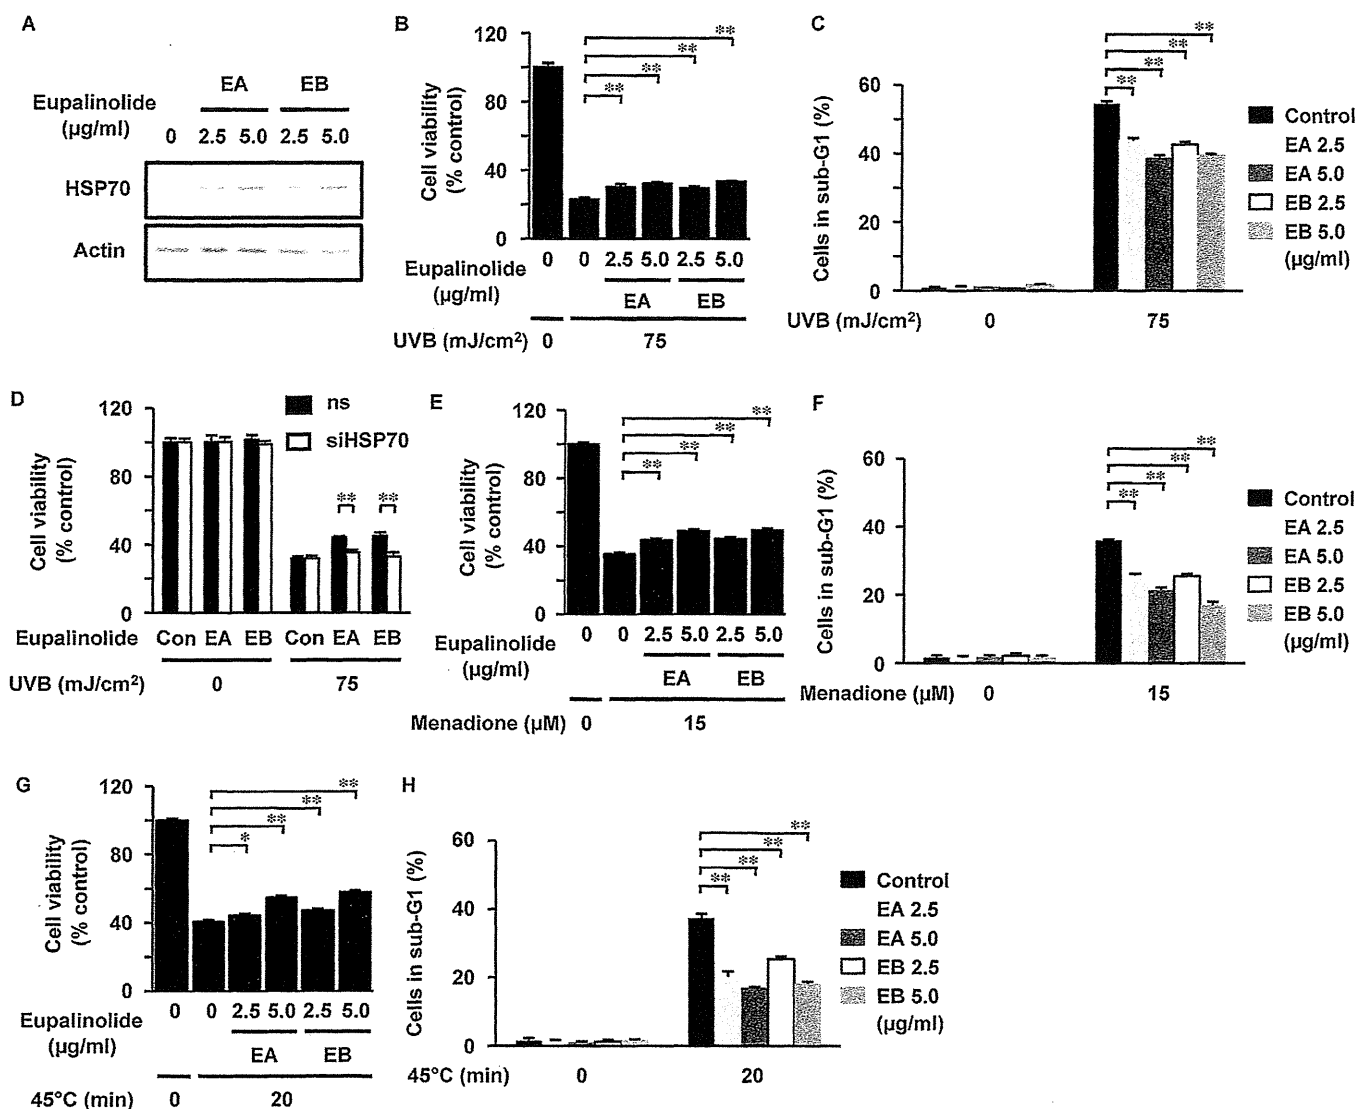 A
EA EB
Eupalinolide
(µg/ml)
0 2.5 5.0 2.5 5.0
HSP70
Actin
B
Cell viability
(% control)
120
80
40
0
** ** ** **
0 0 2.5 5.0 2.5 5.0
Eupalinolide
(µg/ml)
EA EB
UVB (mJ/cm²) 0 75
C
Cells in sub-G1 (%)
60
40
20
0
** ** ** **
UVB (mJ/cm²) 0 75
Control
EA 2.5
EA 5.0
EB 2.5
EB 5.0
(µg/ml)
D
Cell viability
(% control)
120
80
40
0
ns
siHSP70
** **
Eupalinolide Con EA EB Con EA EB
UVB (mJ/cm²) 0 75
E
Cell viability
(% control)
120
80
40
0
** ** ** **
0 0 2.5 5.0 2.5 5.0
Eupalinolide
(µg/ml)
EA EB
Menadione (µM) 0 15
F
Cells in sub-G1 (%)
60
40
20
0
** ** ** **
Menadione (µM) 0 15
Control
EA 2.5
EA 5.0
EB 2.5
EB 5.0
(µg/ml)
G
Cell viability
(% control)
120
80
40
0
* ** ** **
0 0 2.5 5.0 2.5 5.0
Eupalinolide
(µg/ml)
EA EB
45°C (min) 0 20
H
Cells in sub-G1 (%)
60
40
20
0
** ** ** **
45°C (min) 0 20
Control
EA 2.5
EA 5.0
EB 2.5
EB 5.0
(µg/ml)